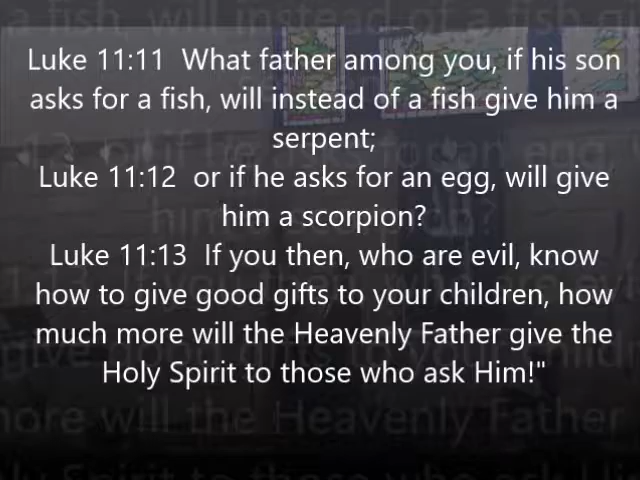 Luke 11:11  What father among you, if his son
asks for a fish, will instead of a fish give him a
serpent;
Luke 11:12  or if he asks for an egg, will give
him a scorpion?
Luke 11:13  If you then, who are evil, know
how to give good gifts to your children, how
much more will the Heavenly Father give the
Holy Spirit to those who ask Him!"